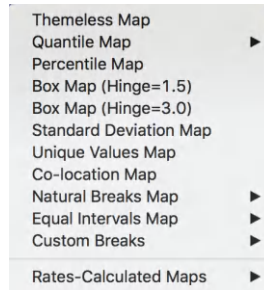 Themeless Map
Quantile Map
Percentile Map
Box Map (Hinge=1.5)
Box Map (Hinge=3.0)
Standard Deviation Map
Unique Values Map
Co-location Map
Natural Breaks Map
Equal Intervals Map
Custom Breaks
Rates-Calculated Maps